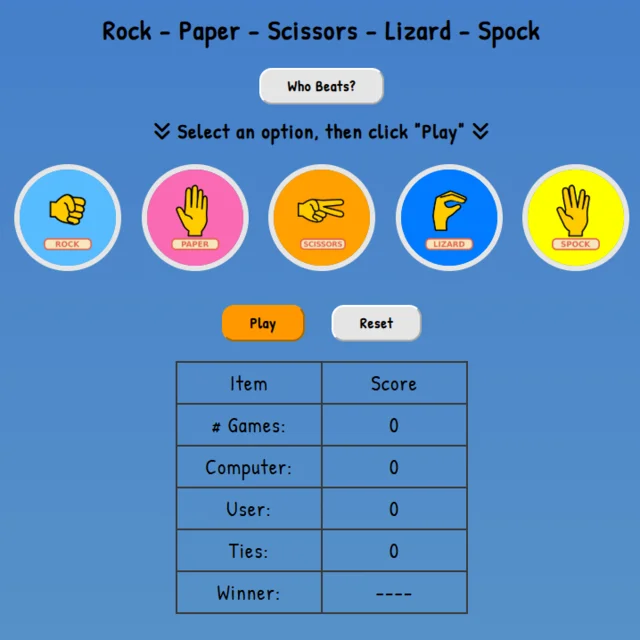 Rock - Paper - Scissors - Lizard - Spock
Who Beats?
Select an option, then click "Play"
ROCK PAPER SCISSORS LIZARD SPOCK
Play Reset
Item Score
# Games: 0
Computer: 0
User: 0
Ties: 0
Winner: ----